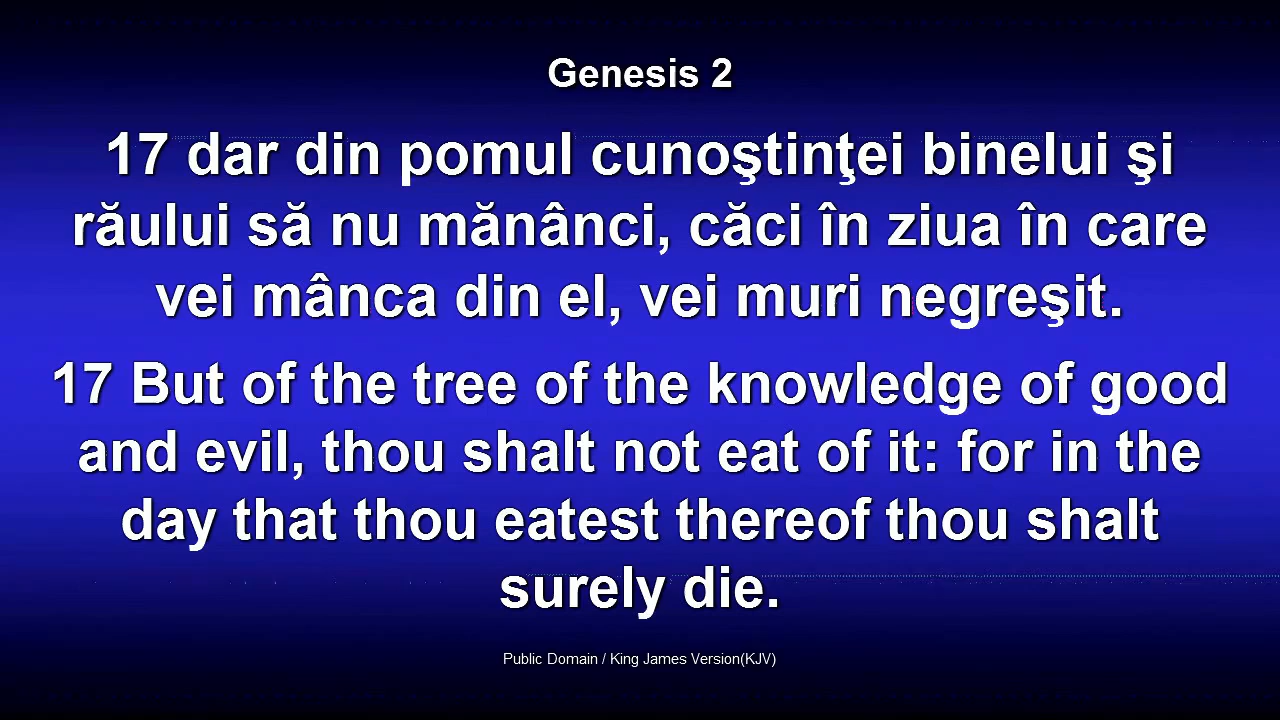 Genesis 2
17 dar din pomul cunoştinţei binelui şi
răului să nu mănânci, căci în ziua în care
vei mânca din el, vei muri negreşit.
17 But of the tree of the knowledge of good
and evil, thou shalt not eat of it: for in the
day that thou eatest thereof thou shalt
surely die.
Public Domain / King James Version(KJV)